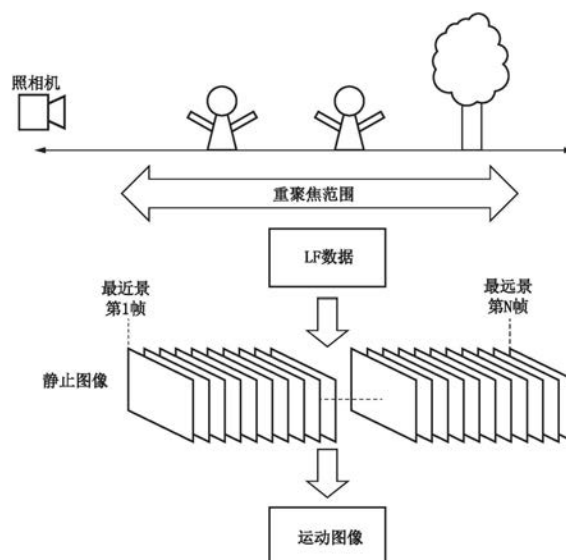 照相机
重聚焦范围
LF数据
最近景
第1帧
最远景
第N帧
静止图像
运动图像